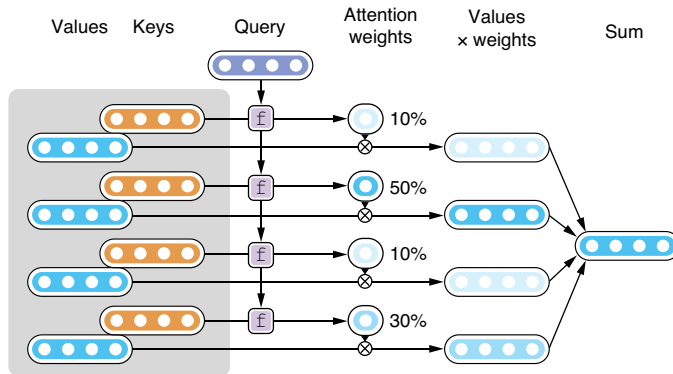 Values Keys Query Attention weights Values × weights Sum
f 10%
f 50%
f 10%
f 30%